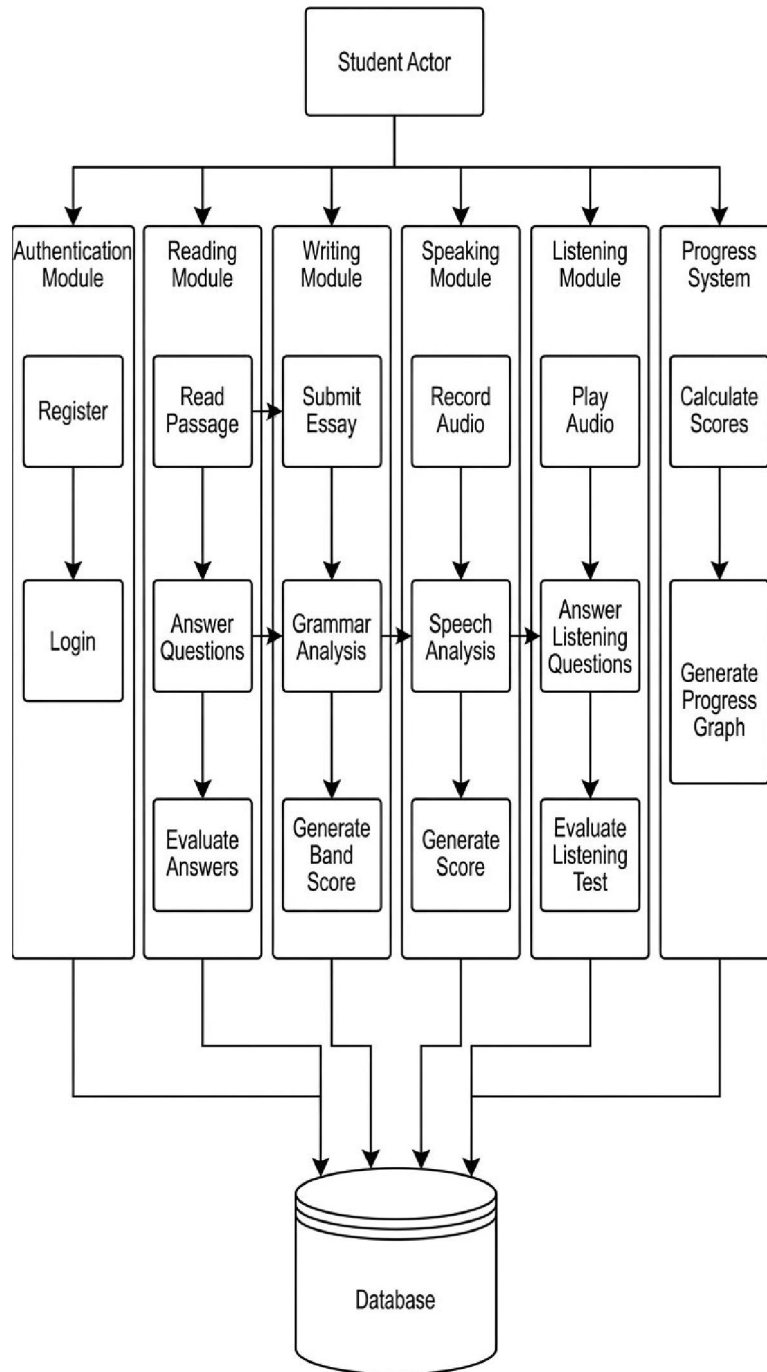 Student Actor
Authentication
Module
Reading
Module
Writing
Module
Speaking
Module
Listening
Module
Progress
System
Register
Read
Passage
Submit
Essay
Record
Audio
Play
Audio
Calculate
Scores
Login
Answer
Questions
Grammar
Analysis
Speech
Analysis
Answer
Listening
Questions
Generate
Progress
Graph
Evaluate
Answers
Generate
Band
Score
Generate
Score
Evaluate
Listening
Test
Database